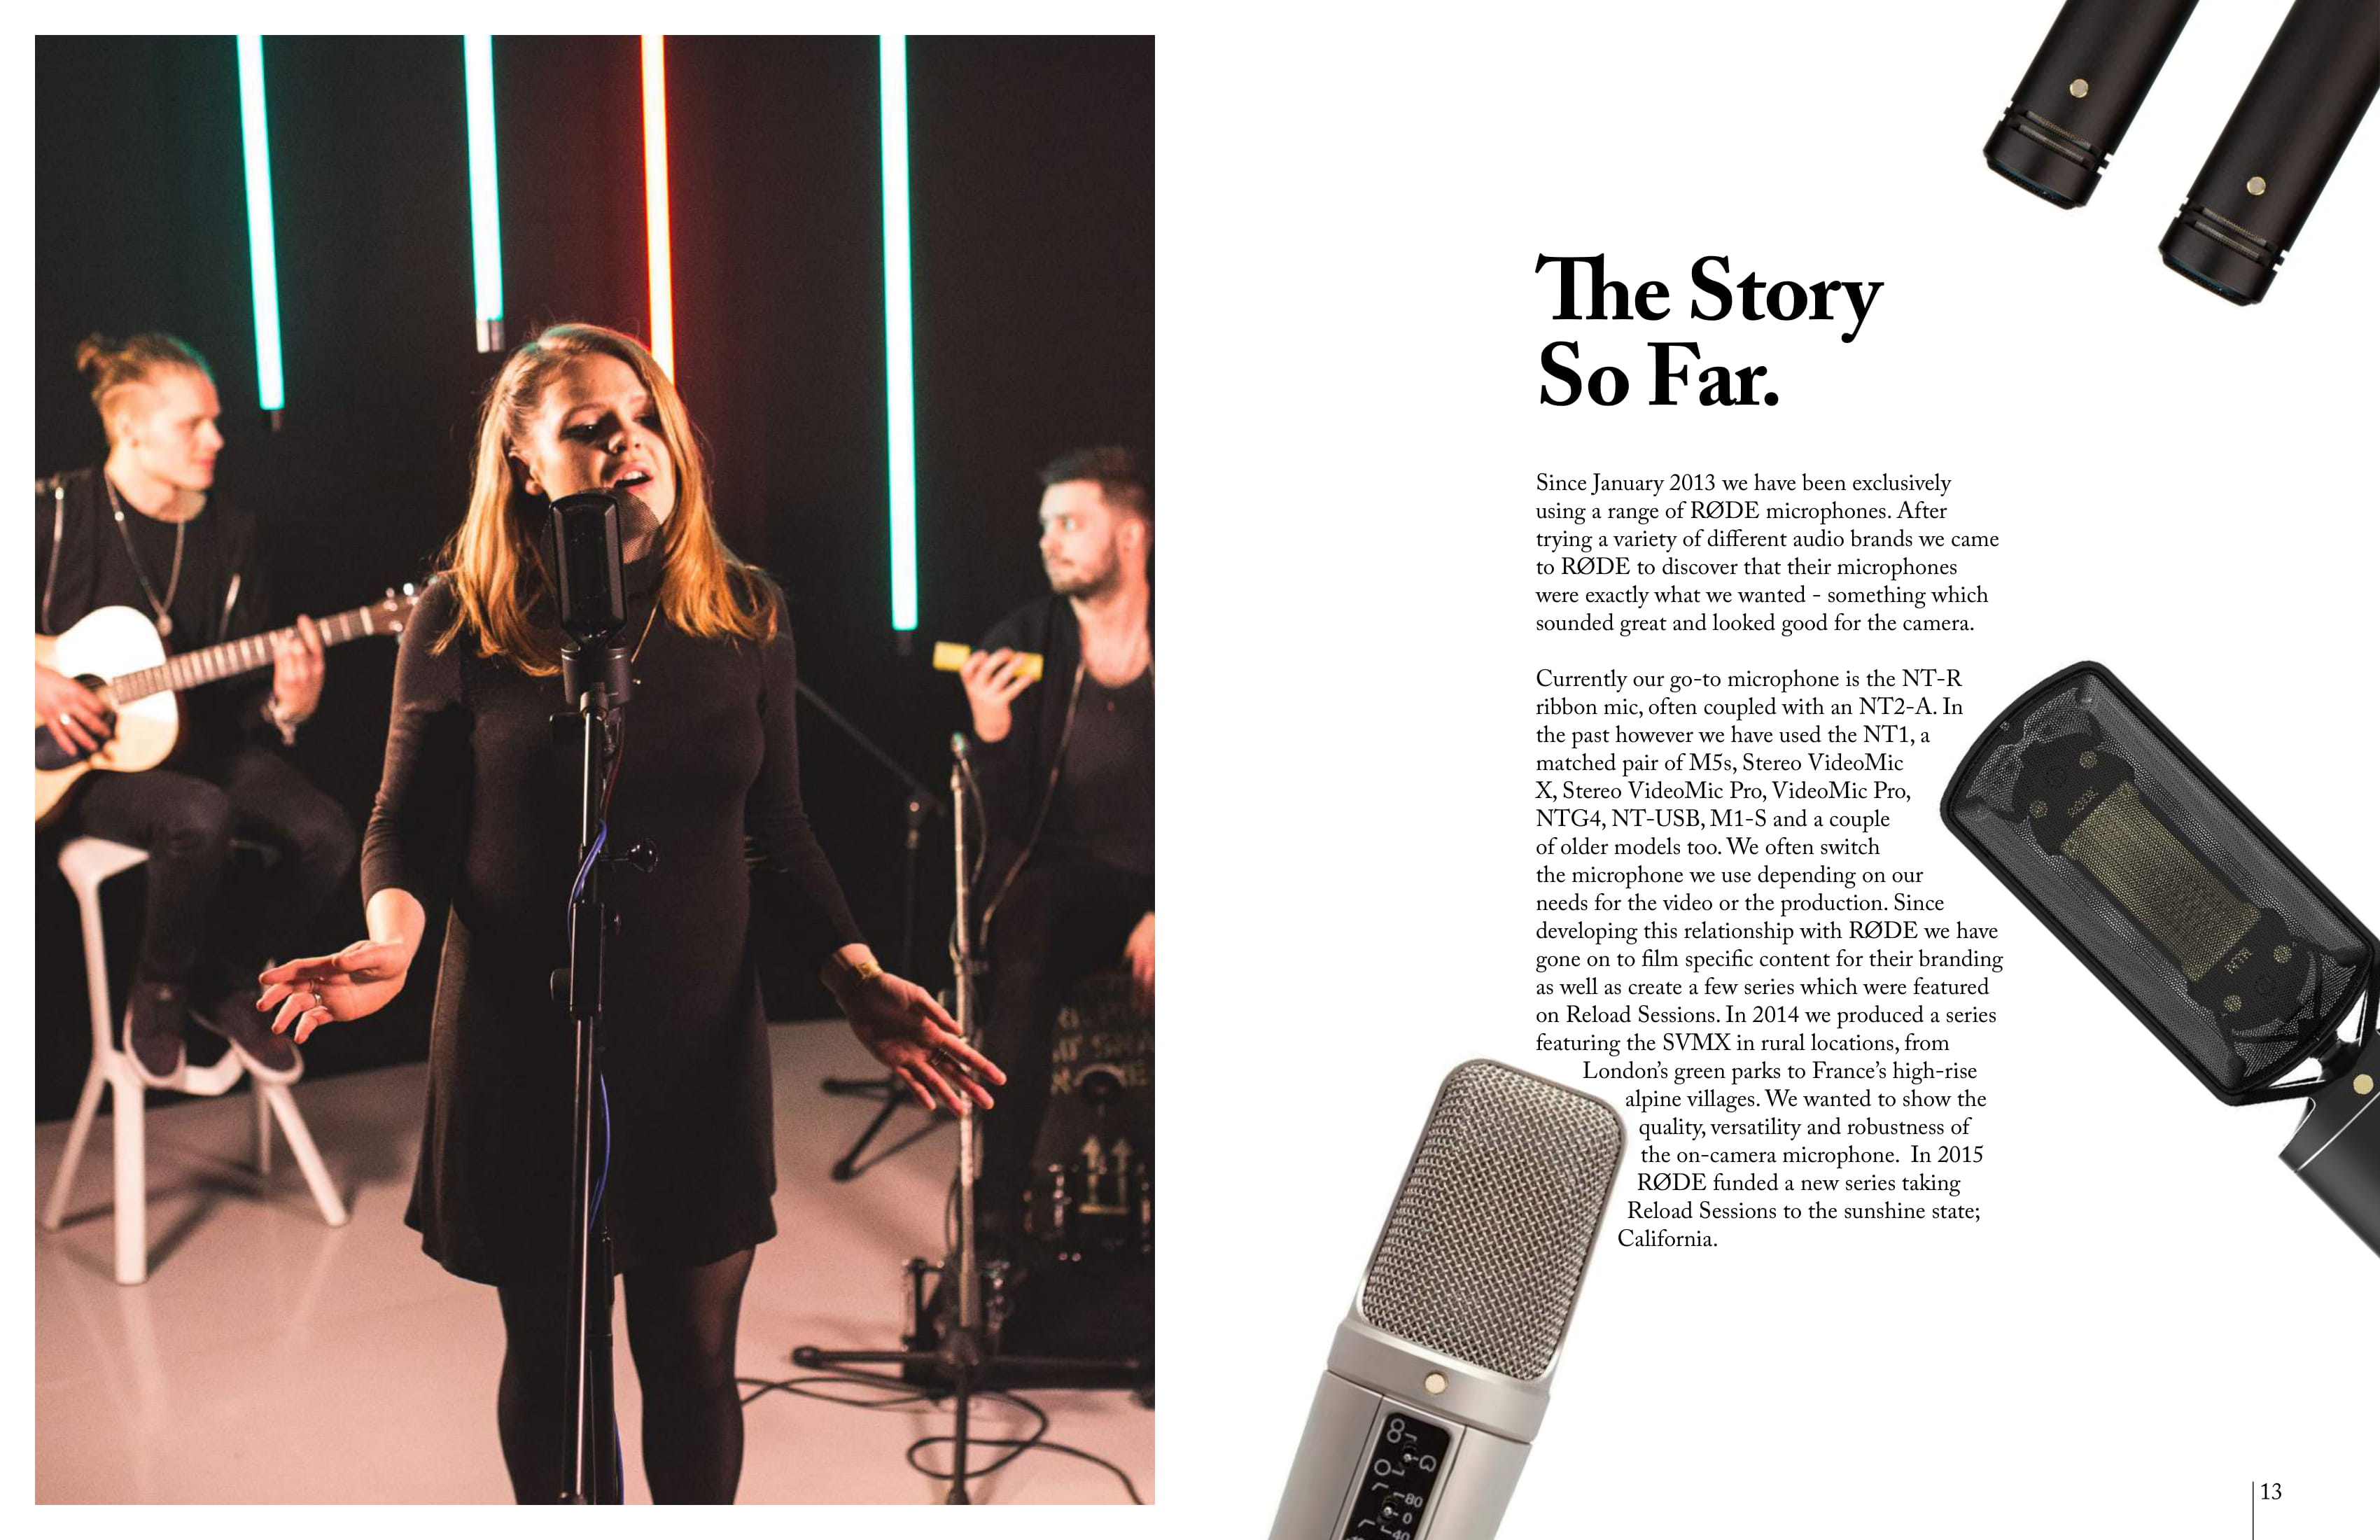 The Story
So Far.
Since January 2013 we have been exclusively
using a range of RØDE microphones. After
trying a variety of different audio brands we came
to RØDE to discover that their microphones
were exactly what we wanted - something which
sounded great and looked good for the camera.
Currently our go-to microphone is the NT-R
ribbon mic, often coupled with an NT2-A. In
the past however we have used the NT1, a
matched pair of M5s, Stereo VideoMic
X, Stereo VideoMic Pro, VideoMic Pro,
NTG4, NT-USB, M1-S and a couple
of older models too. We often switch
the microphone we use depending on our
needs for the video or the production. Since
developing this relationship with RØDE we have
gone on to film specific content for their branding
as well as create a few series which were featured
on Reload Sessions. In 2014 we produced a series
featuring the SVMX in rural locations, from
London’s green parks to France’s high-rise
alpine villages. We wanted to show the
quality, versatility and robustness of
the on-camera microphone.  In 2015
RØDE funded a new series taking
Reload Sessions to the sunshine state;
California.
NTR
80
0
40
13